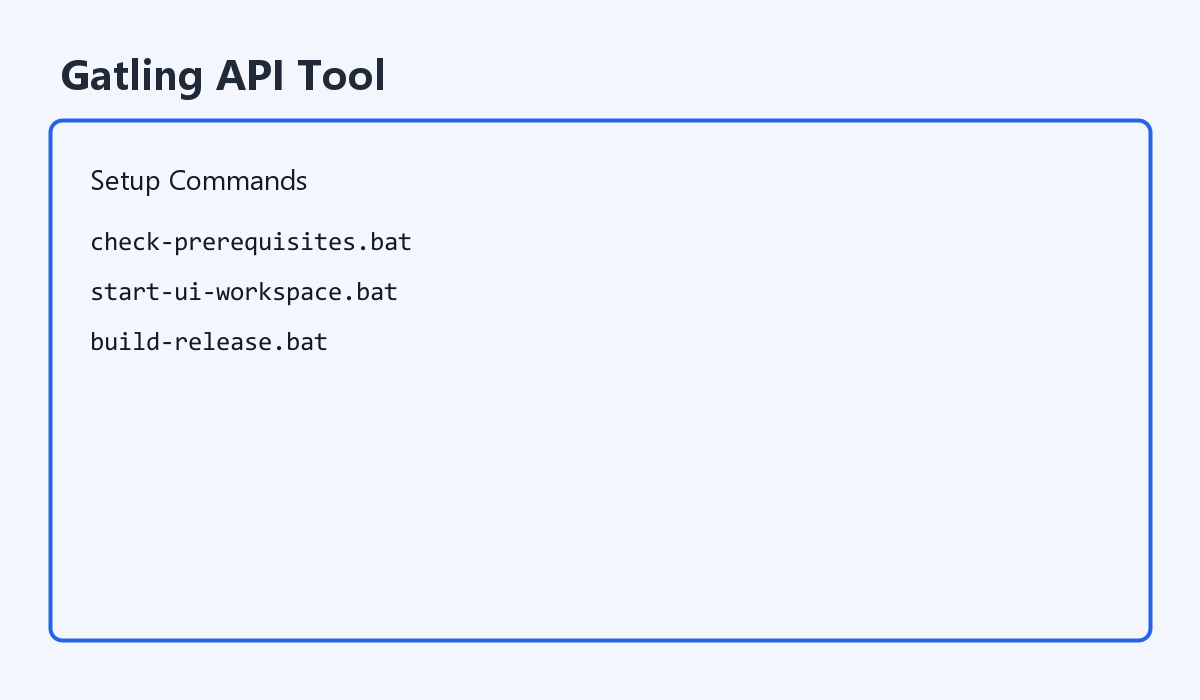 Gatling API Tool
Setup Commands
check-prerequisites.bat
start-ui-workspace.bat
build-release.bat